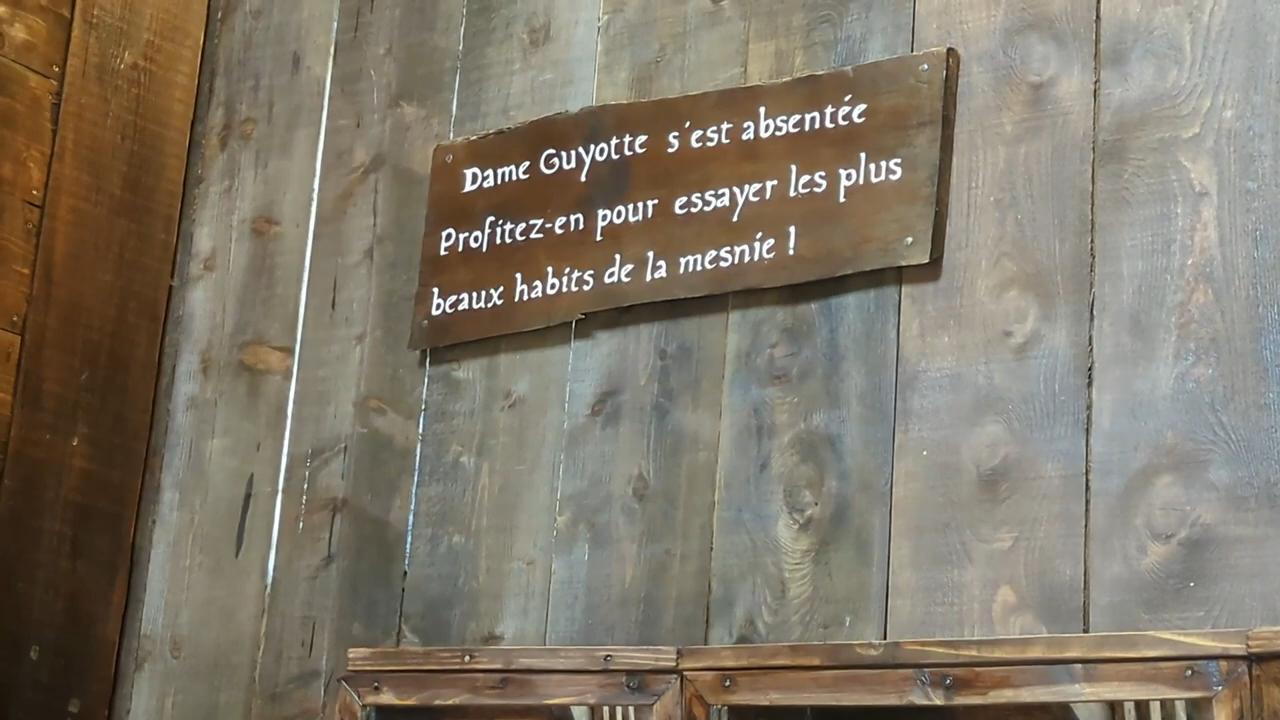 Dame Guyotte s'est absentée
Profitez-en pour essayer les plus
beaux habits de la mesnie !